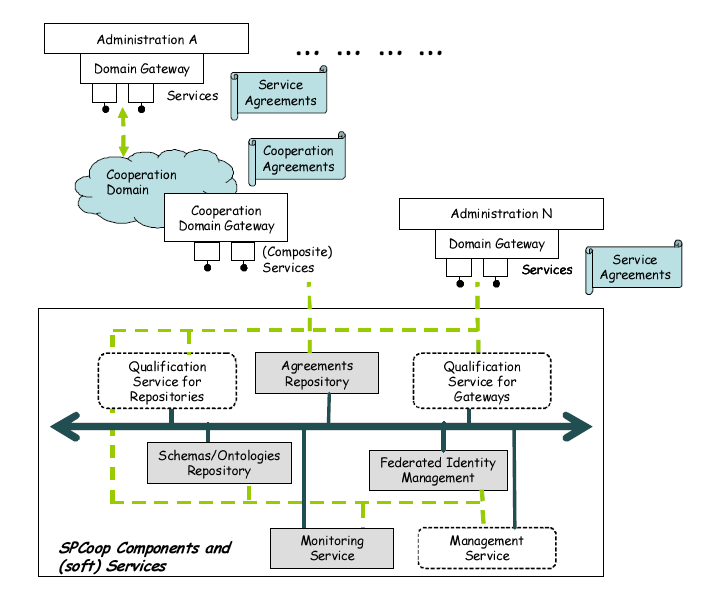 Administration A
... ... ... ...
Domain Gateway
Services
Service
Agreements
Cooperation
Agreements
Cooperation
Domain
Cooperation
Domain Gateway
(Composite)
Services
Administration N
Domain Gateway
Services
Service
Agreements
Qualification
Service for
Repositories
Agreements
Repository
Qualification
Service for
Gateways
Schemas/Ontologies
Repository
Federated Identity
Management
Monitoring
Service
Management
Service
SPCoop Components and
(soft) Services